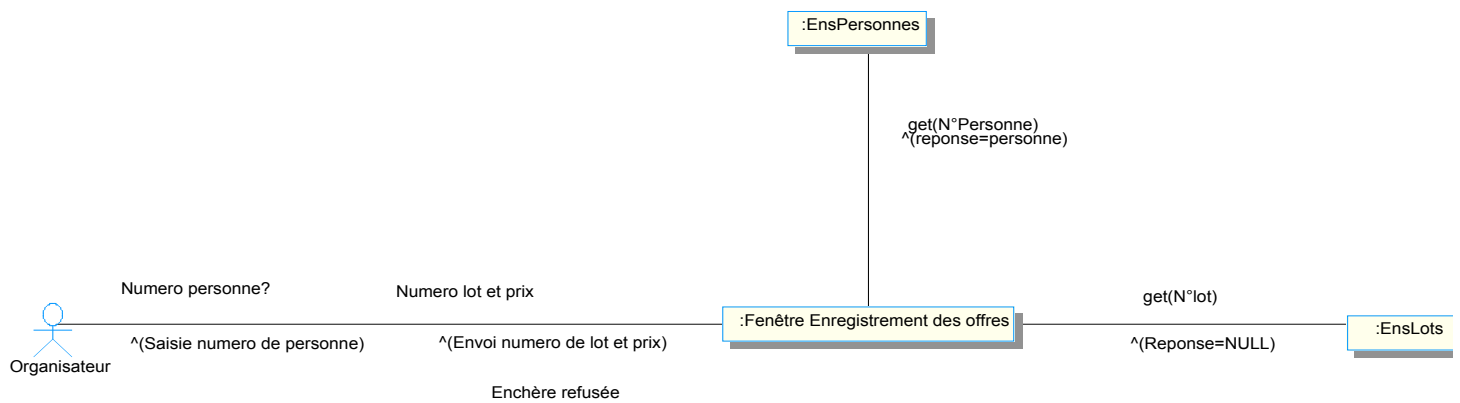 :EnsPersonnes
get(N°Personne)
^(reponse=personne)
Numero personne?
Numero lot et prix
get(N°lot)
:Fenêtre Enregistrement des offres
:EnsLots
^(Saisie numero de personne)
^(Envoi numero de lot et prix)
^(Reponse=NULL)
Organisateur
Enchère refusée